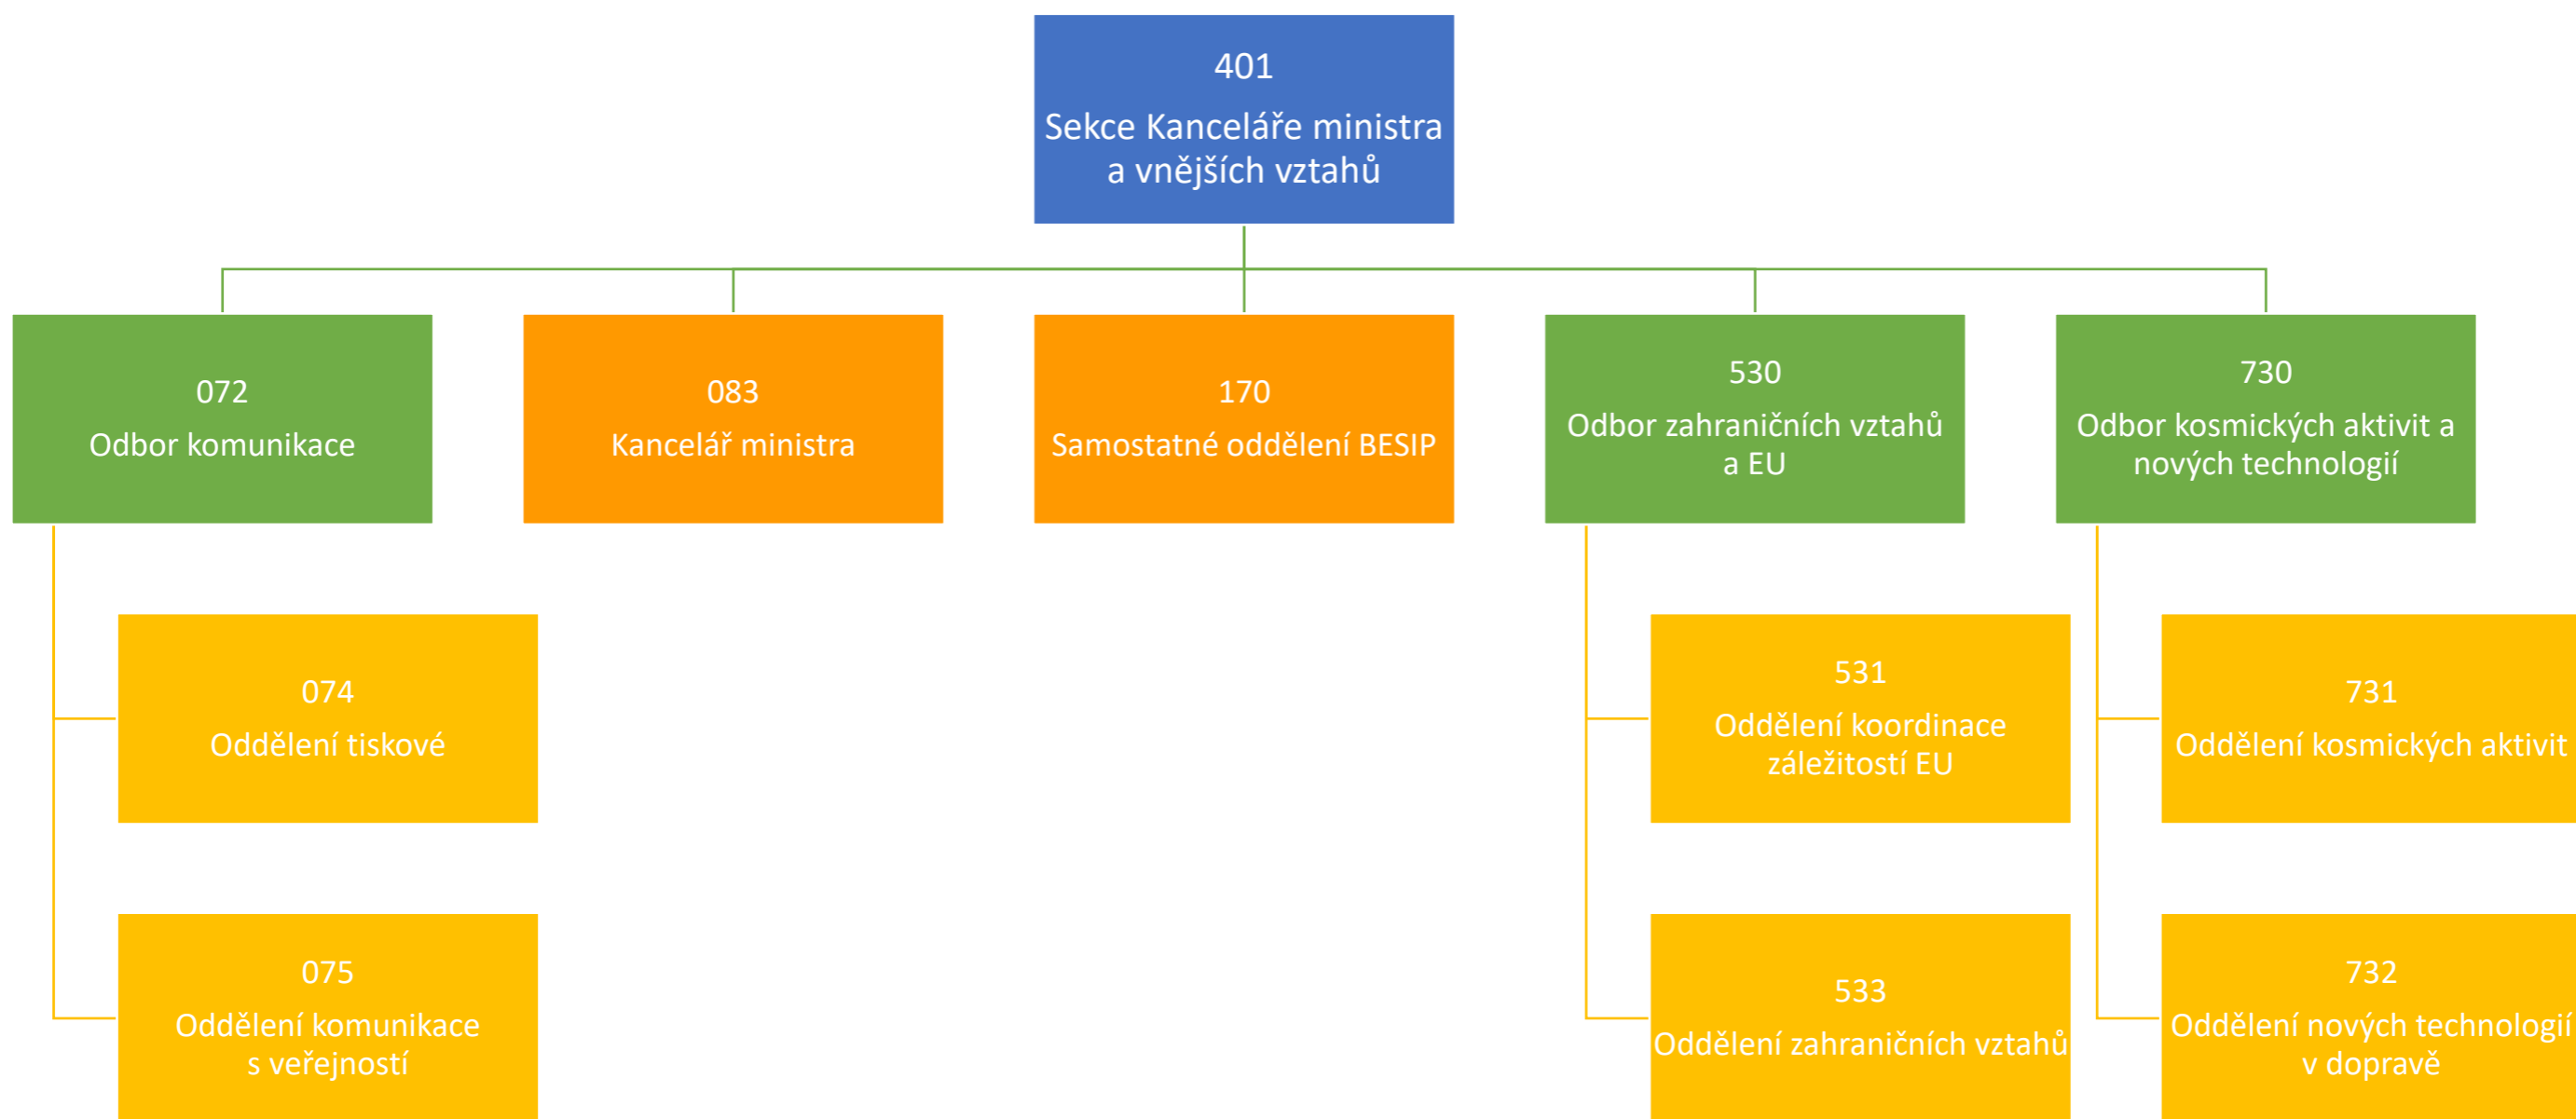 401
Sekce Kanceláře ministra
a vnějších vztahů
072
Odbor komunikace
083
Kancelář ministra
170
Samostatné oddělení BESIP
530
Odbor zahraničních vztahů
a EU
730
Odbor kosmických aktivit a
nových technologií
074
Oddělení tiskové
531
Oddělení koordinace
záležitostí EU
731
Oddělení kosmických aktivit
075
Oddělení komunikace
s veřejností
533
Oddělení zahraničních vztahů
732
Oddělení nových technologií
v dopravě